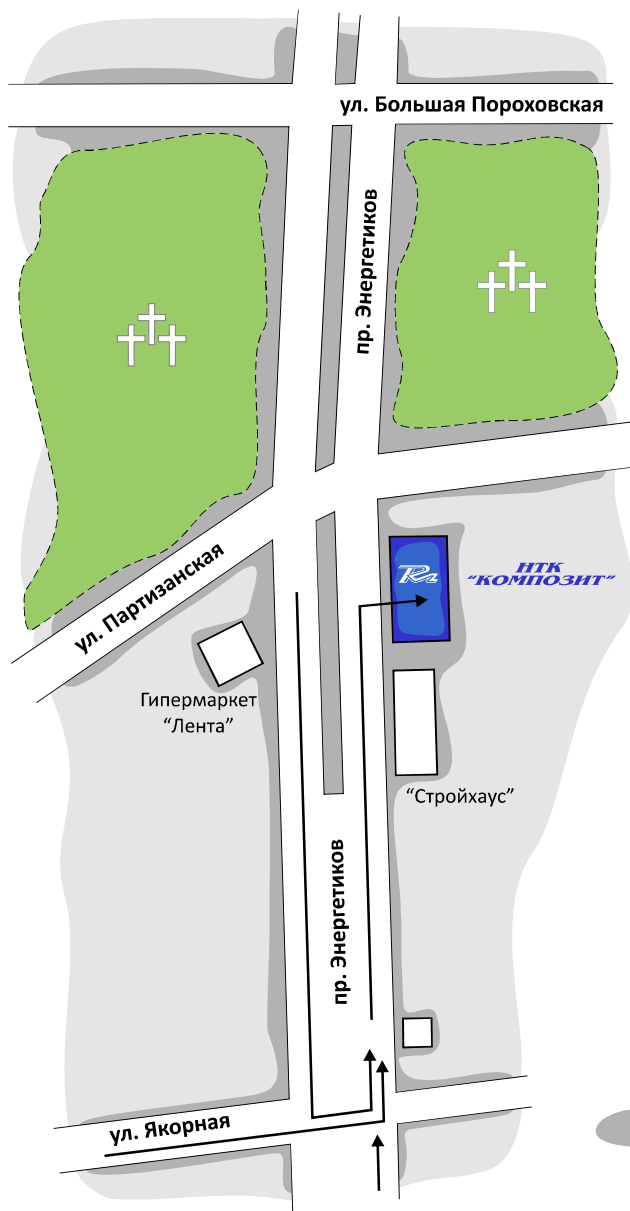 ул. Большая Пороховская
пр. Энергетиков
НТК
"КОМПОЗИТ"
ул. Партизанская
Гипермаркет
“Лента”
“Стройхаус”
пр. Энергетиков
ул. Якорная